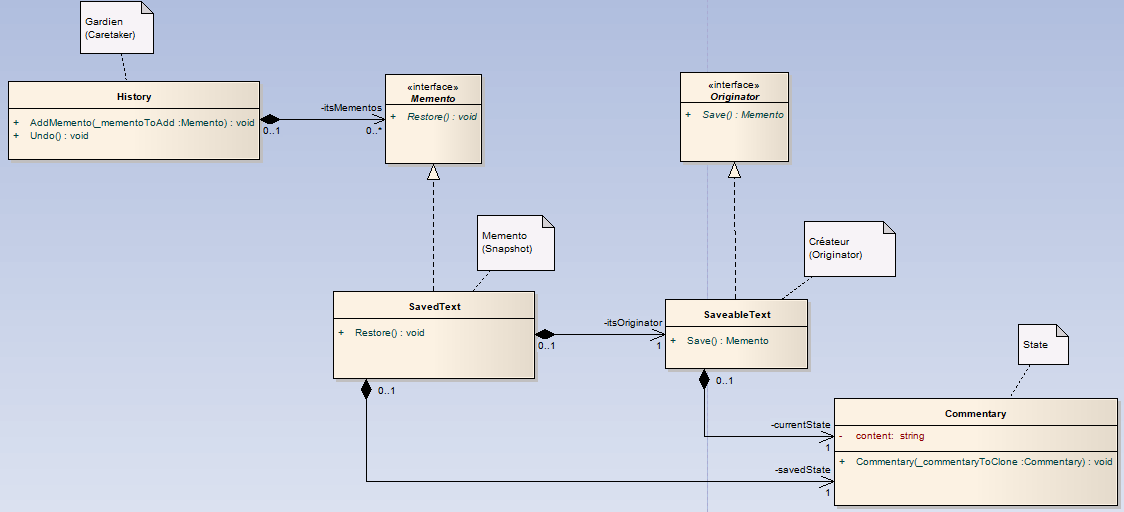 Gardien
(Caretaker)
History
+ AddMemento(_mementoToAdd :Memento) : void
+ Undo() : void
0..1
-itsMementos
0..*
«interface»
Memento
+ Restore() : void
«interface»
Originator
+ Save() : Memento
Memento
(Snapshot)
Créateur
(Originator)
SavedText
+ Restore() : void
0..1
-itsOriginator
1
SaveableText
+ Save() : Memento
State
0..1
0..1
-currentState
1
-savedState
1
Commentary
- content: string
+ Commentary(_commentaryToClone :Commentary) : void